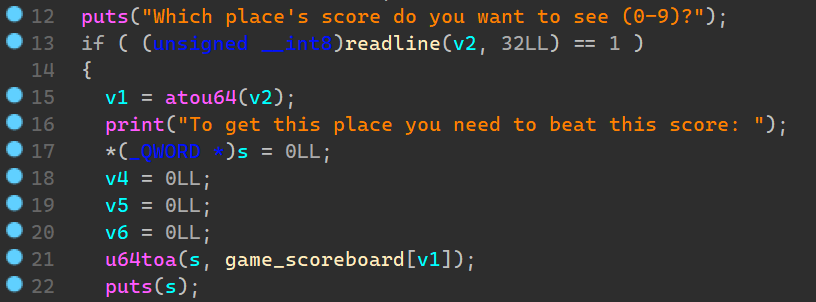 12 puts("Which place's score do you want to see (0-9)?");
13 if ( (unsigned __int8)readline(v2, 32LL) == 1 )
14 {
15 v1 = atou64(v2);
16 print("To get this place you need to beat this score: ");
17 *(_QWORD *)s = 0LL;
18 v4 = 0LL;
19 v5 = 0LL;
20 v6 = 0LL;
21 u64toa(s, game_scoreboard[v1]);
22 puts(s);